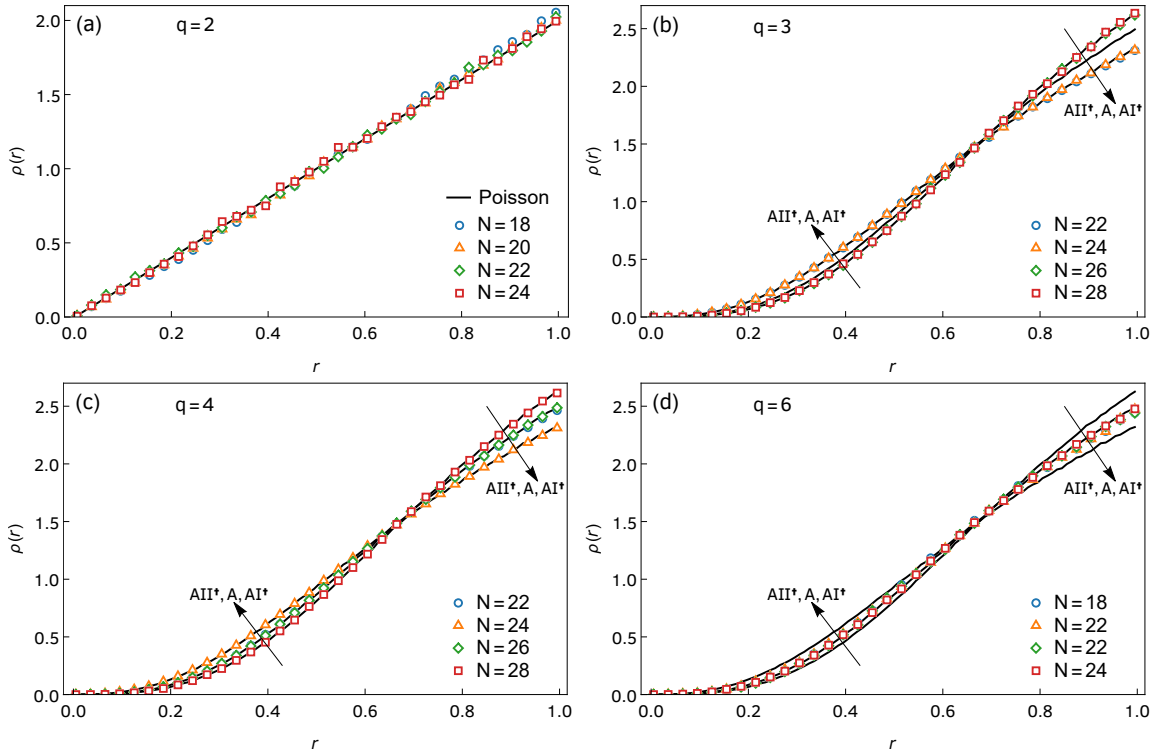 (a) q=2
2.0
1.5
1.0
0.5
0.0
ρ(r)
Poisson
N=18
N=20
N=22
N=24
0.0 0.2 0.4 0.6 0.8 1.0
r
(b) q=3
2.5
2.0
1.5
1.0
0.5
0.0
ρ(r)
AII†, A, AI†
AII†, A, AI†
N=22
N=24
N=26
N=28
0.0 0.2 0.4 0.6 0.8 1.0
r
(c) q=4
2.5
2.0
1.5
1.0
0.5
0.0
ρ(r)
AII†, A, AI†
AII†, A, AI†
N=22
N=24
N=26
N=28
0.0 0.2 0.4 0.6 0.8 1.0
r
(d) q=6
2.5
2.0
1.5
1.0
0.5
0.0
ρ(r)
AII†, A, AI†
AII†, A, AI†
N=18
N=22
N=22
N=24
0.0 0.2 0.4 0.6 0.8 1.0
r